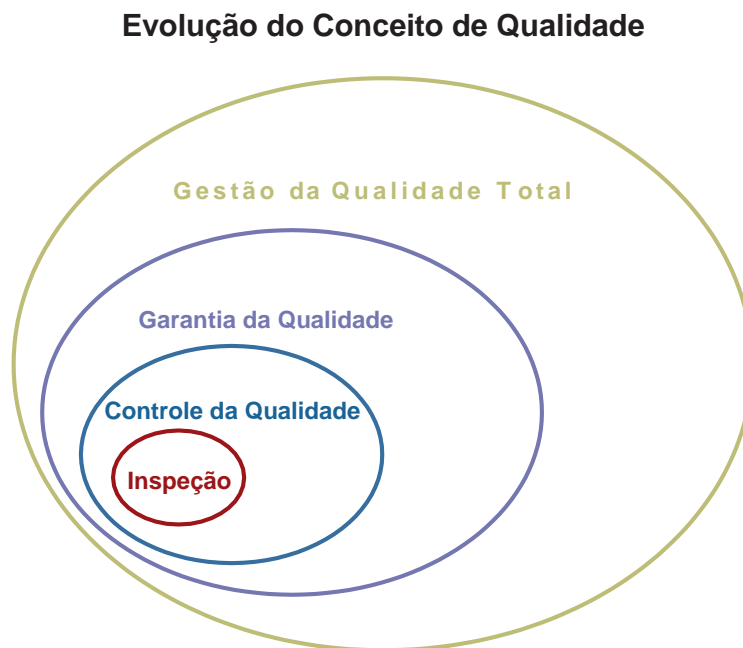 Evolução do Conceito de Qualidade
Gestão da Qualidade Total
Garantia da Qualidade
Controle da Qualidade
Inspeção